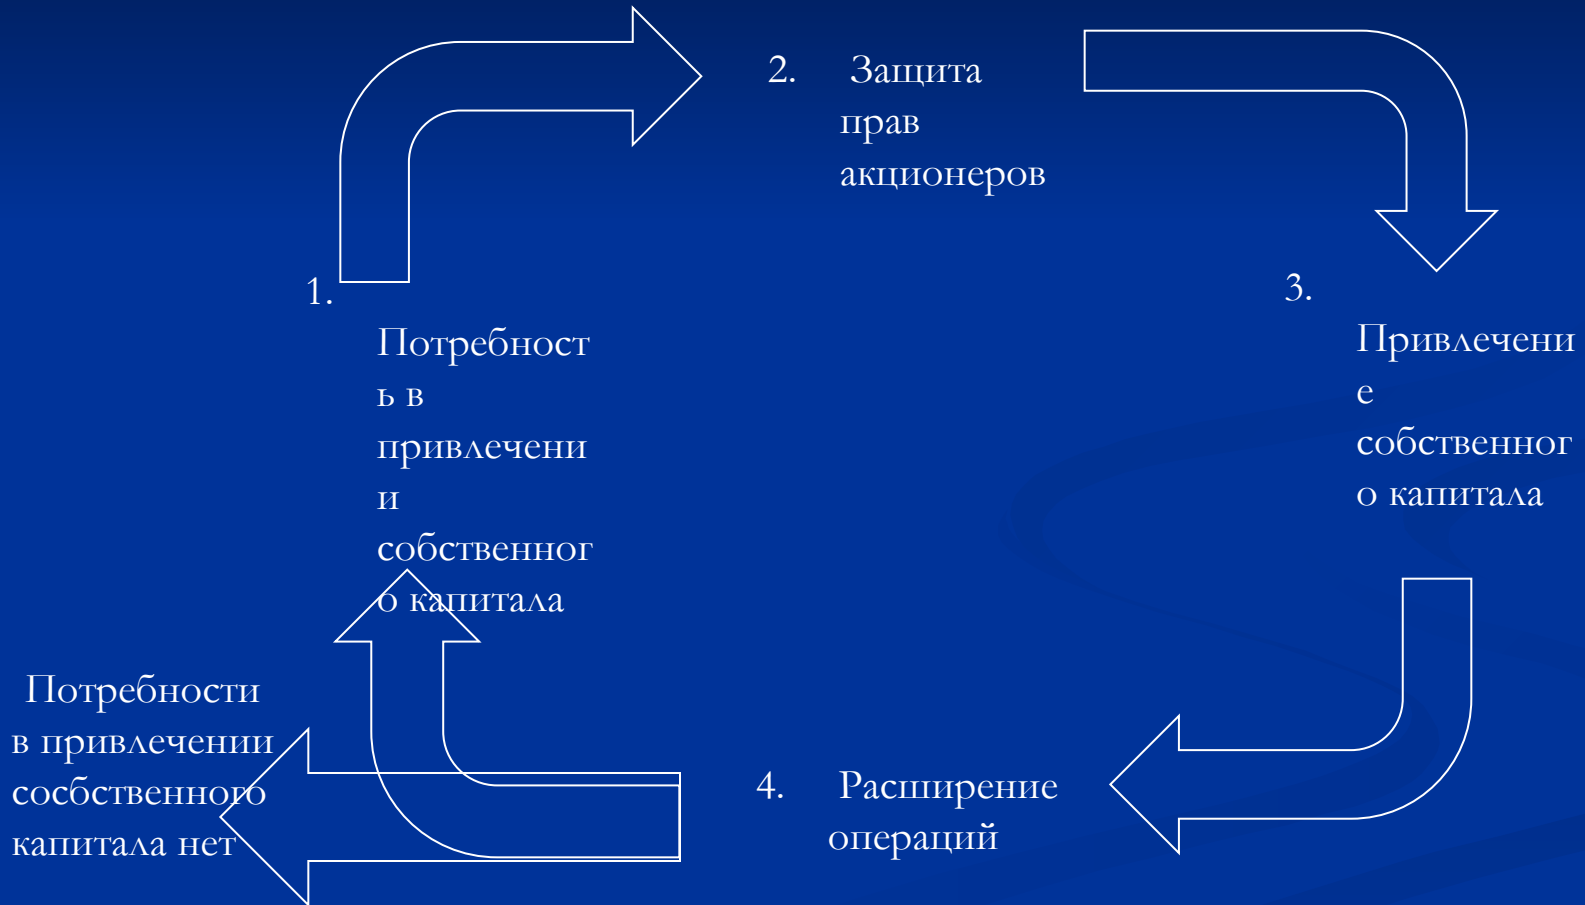 2. Защита
прав
акционеров
1.
Потребност
ь в
привлечени
и
собственног
о капитала
3.
Привлечени
е
собственног
о капитала
4. Расширение
операций
Потребности
в привлечении
сосбственного
капитала нет